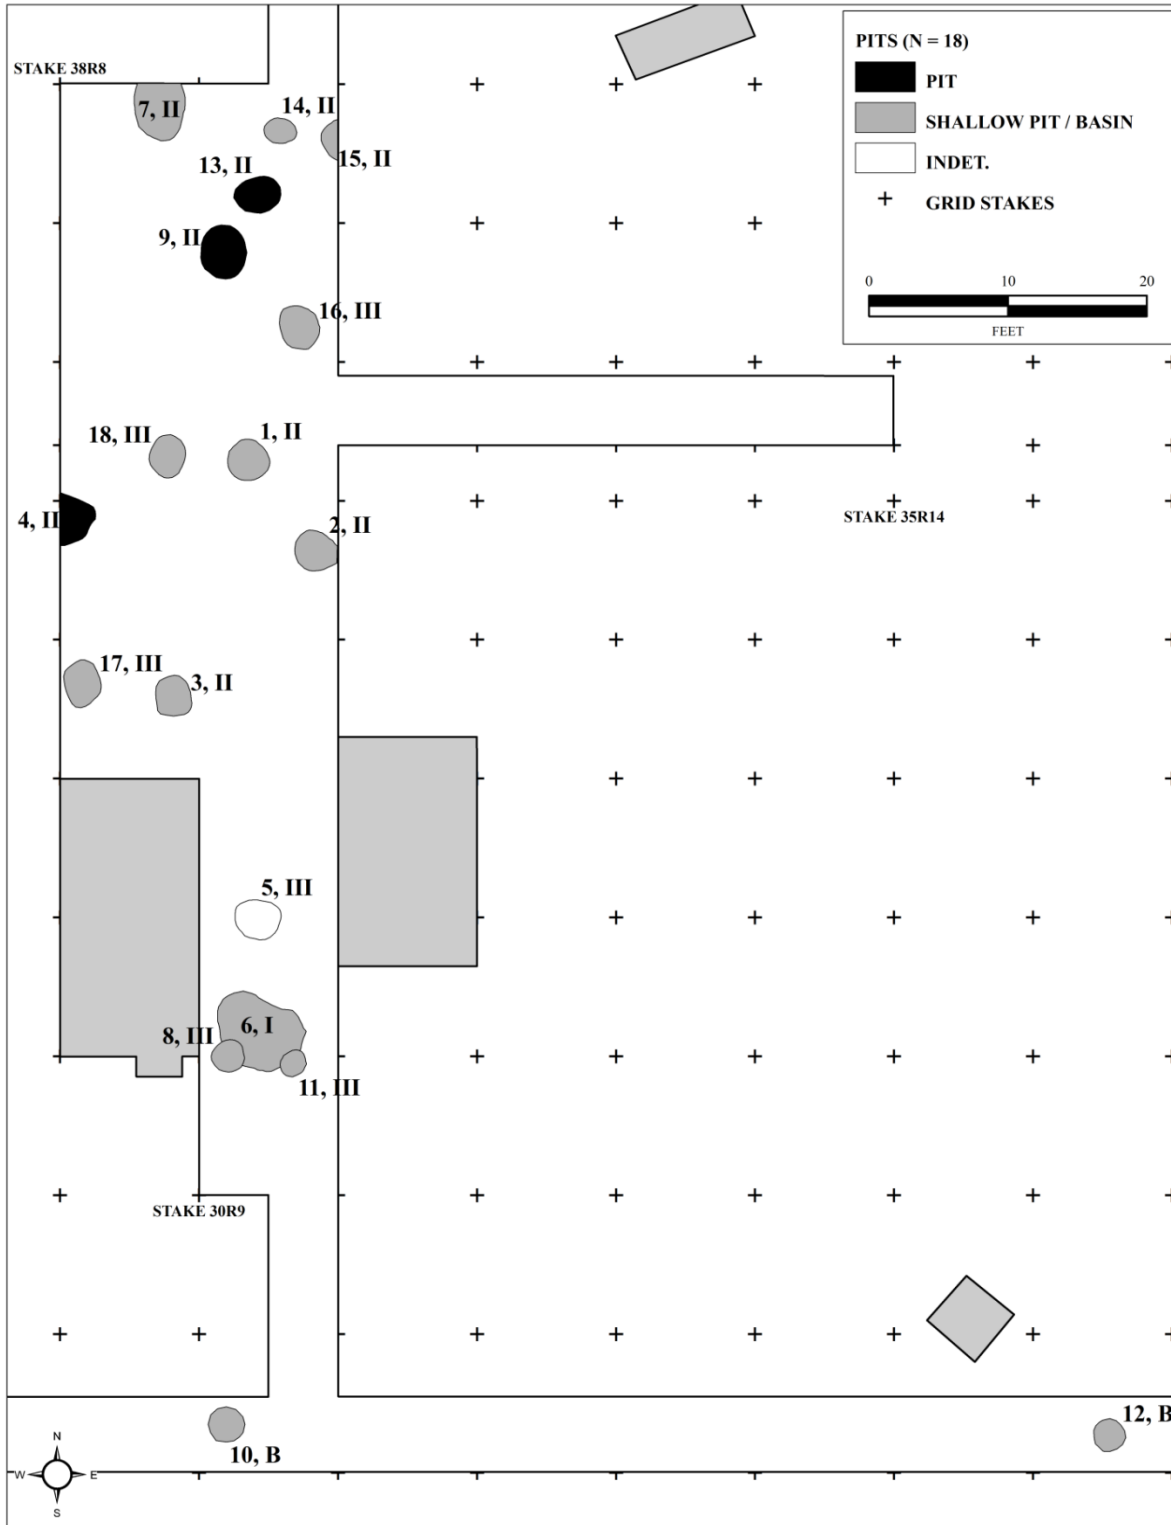 STAKE 38R8
7, II
14, II
15, II
13, II
9, II
16, III
18, III
1, II
4, II
2, II
STAKE 35R14
17, III
3, II
5, III
6, I
8, III
11, III
STAKE 30R9
12, B
10, B
N
W
E
S
PITS (N = 18)
PIT
SHALLOW PIT / BASIN
INDET.
+ GRID STAKES
0 10 20
FEET